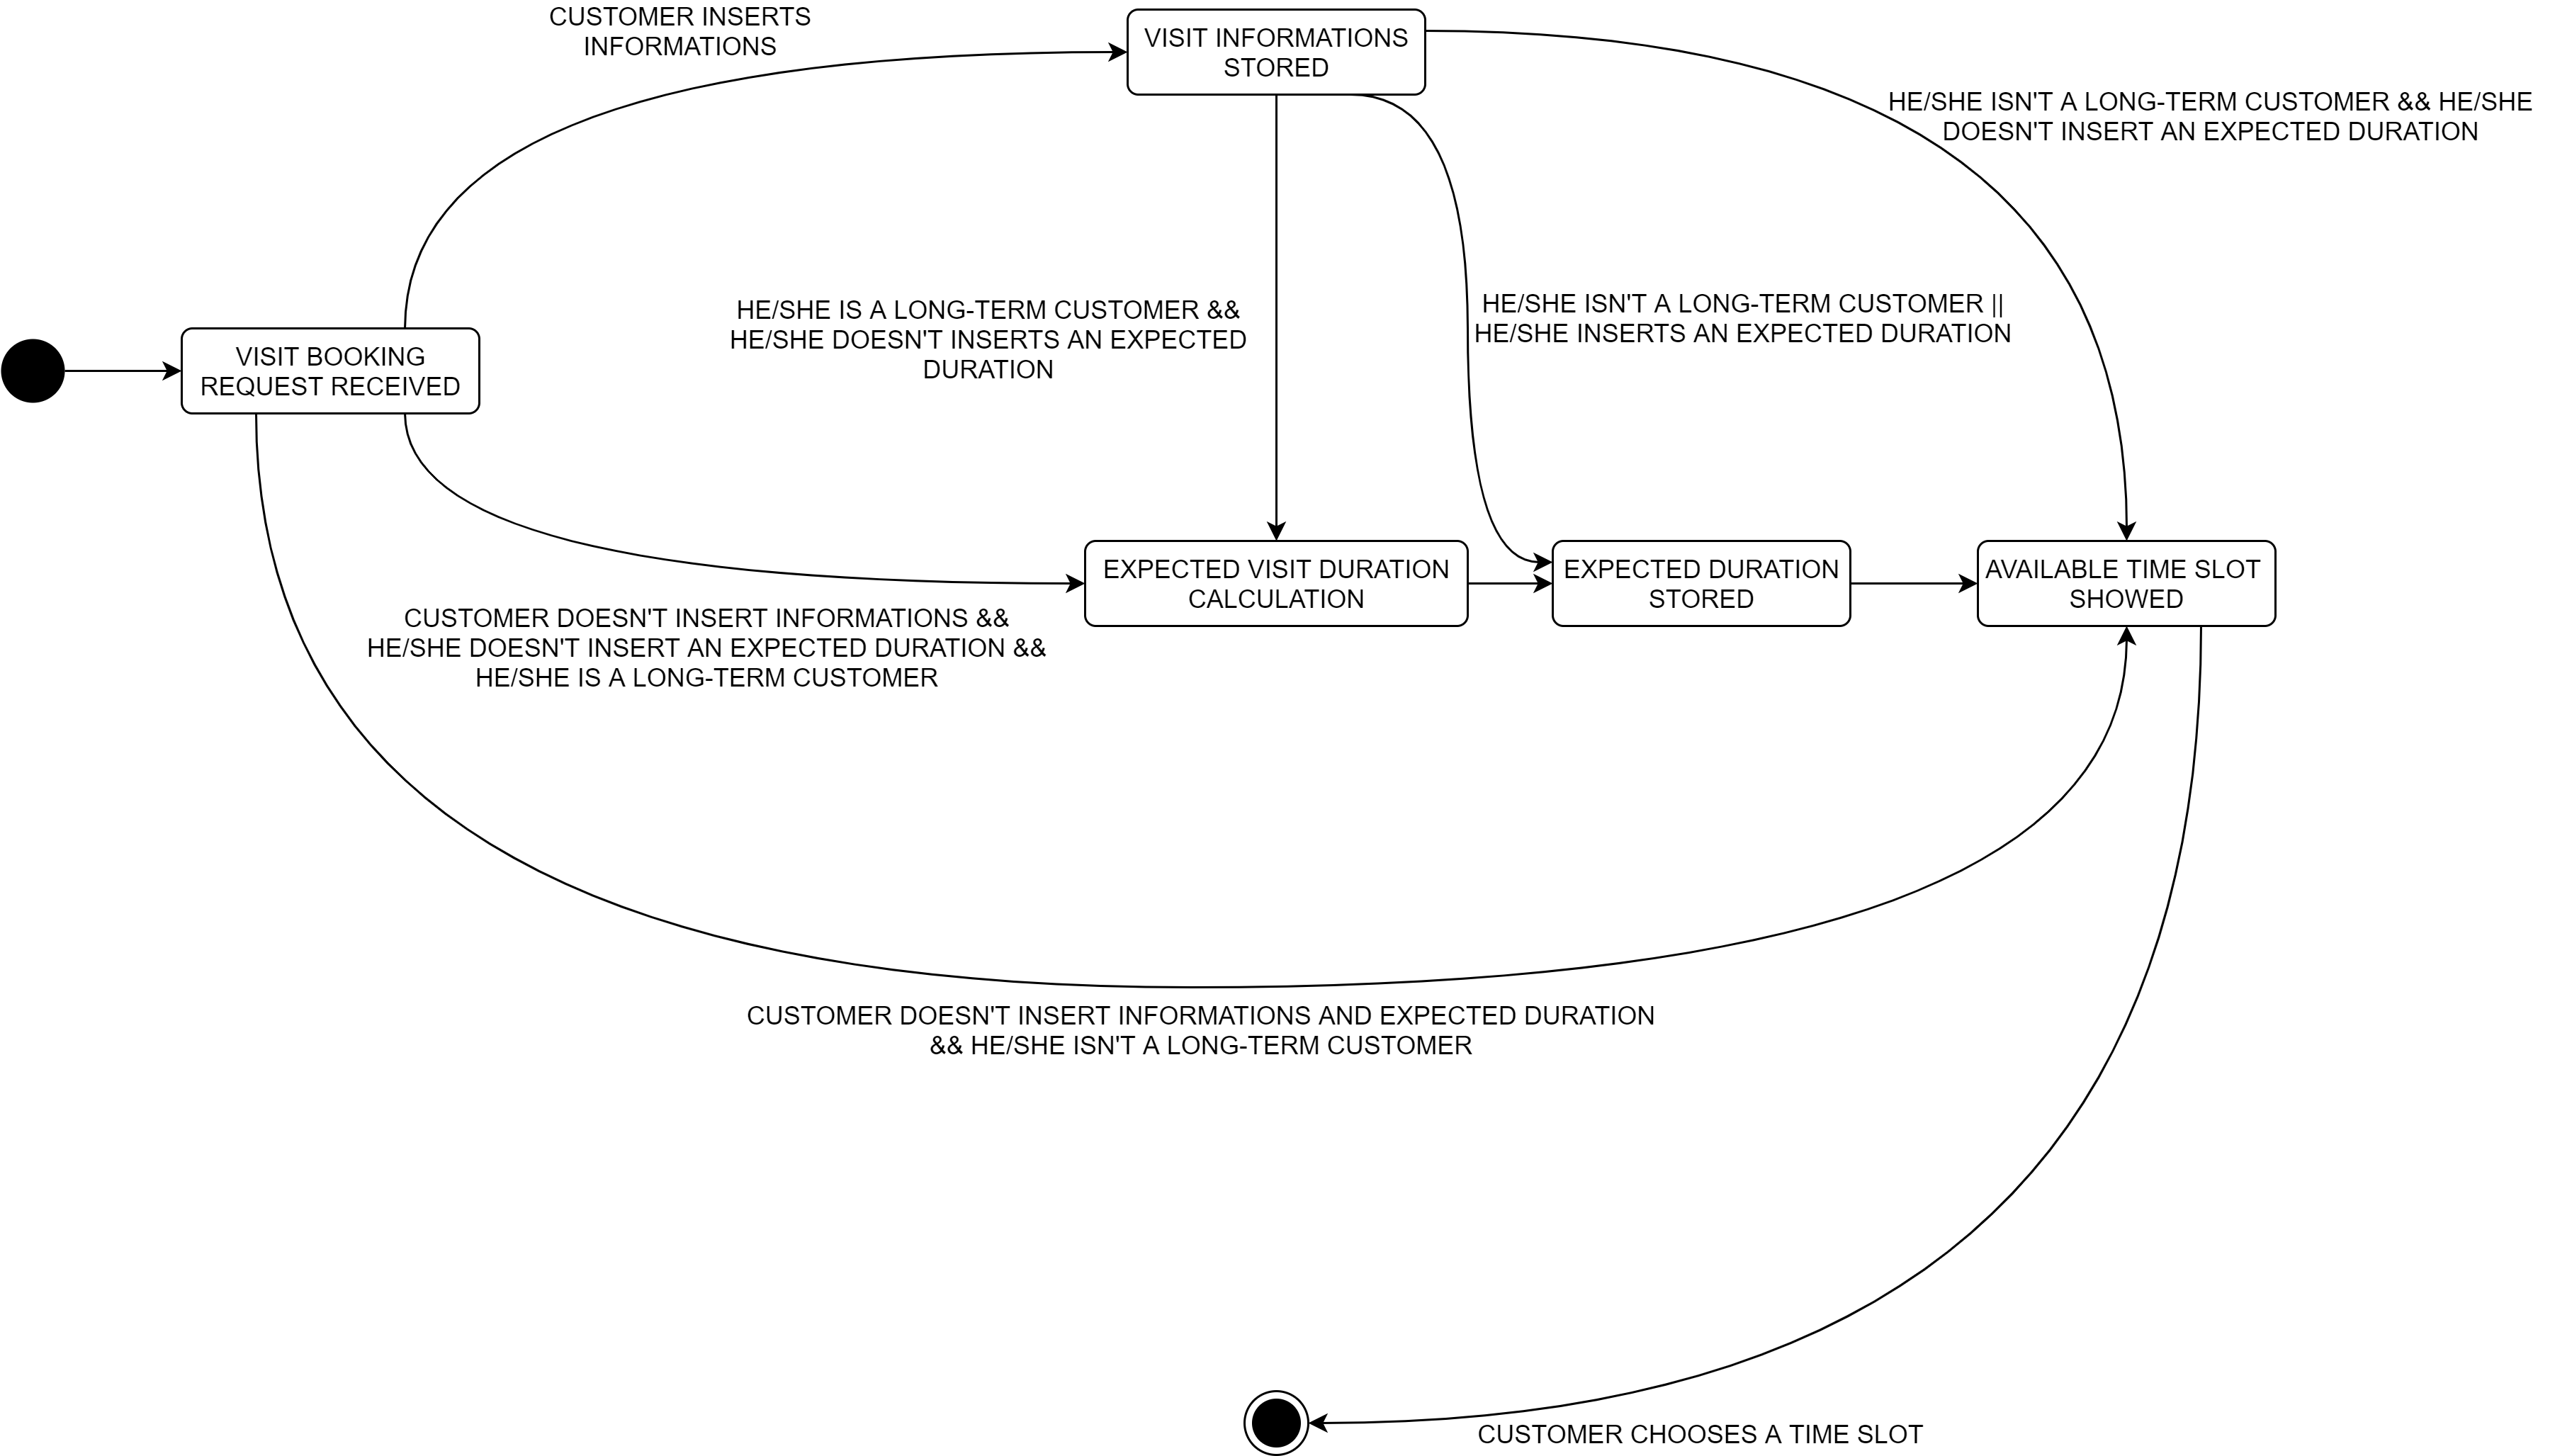 CUSTOMER INSERTS
INFORMATIONS
VISIT INFORMATIONS
STORED
HE/SHE ISN'T A LONG-TERM CUSTOMER && HE/SHE
DOESN'T INSERT AN EXPECTED DURATION
HE/SHE IS A LONG-TERM CUSTOMER &&
HE/SHE DOESN'T INSERTS AN EXPECTED
DURATION
HE/SHE ISN'T A LONG-TERM CUSTOMER ||
HE/SHE INSERTS AN EXPECTED DURATION
VISIT BOOKING
REQUEST RECEIVED
EXPECTED VISIT DURATION
CALCULATION
EXPECTED DURATION
STORED
AVAILABLE TIME SLOT
SHOWED
CUSTOMER DOESN'T INSERT INFORMATIONS &&
HE/SHE DOESN'T INSERT AN EXPECTED DURATION &&
HE/SHE IS A LONG-TERM CUSTOMER
CUSTOMER DOESN'T INSERT INFORMATIONS AND EXPECTED DURATION
&& HE/SHE ISN'T A LONG-TERM CUSTOMER
CUSTOMER CHOOSES A TIME SLOT